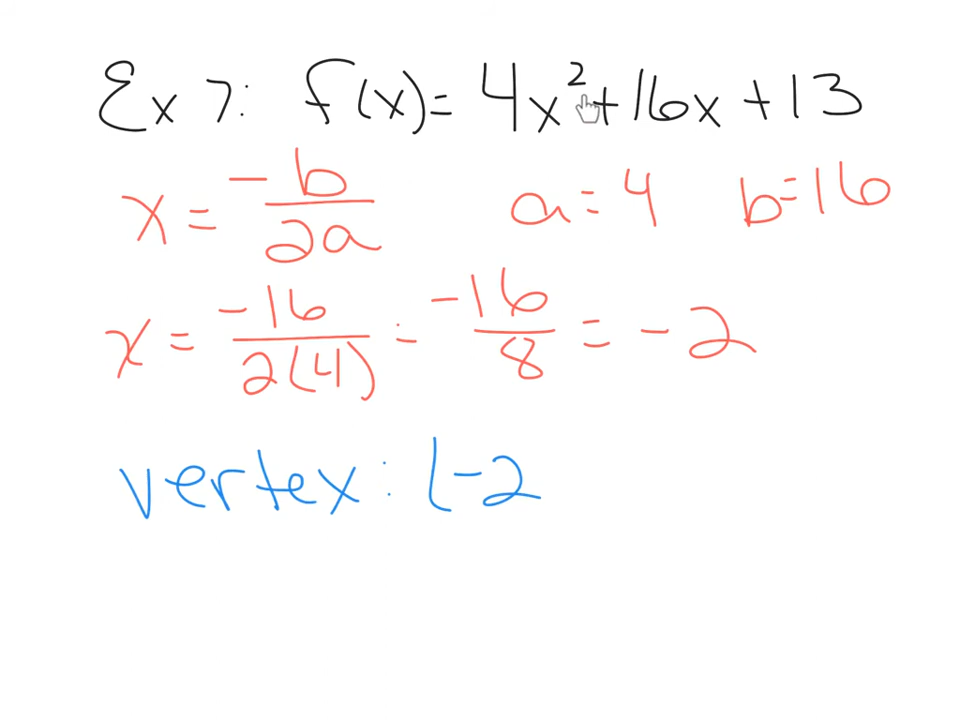 Ex 7: f(x)= 4x²+16x+13
x = -b/2a a=4 b=16
x = -16/2(4) = -16/8 = -2
vertex: (-2